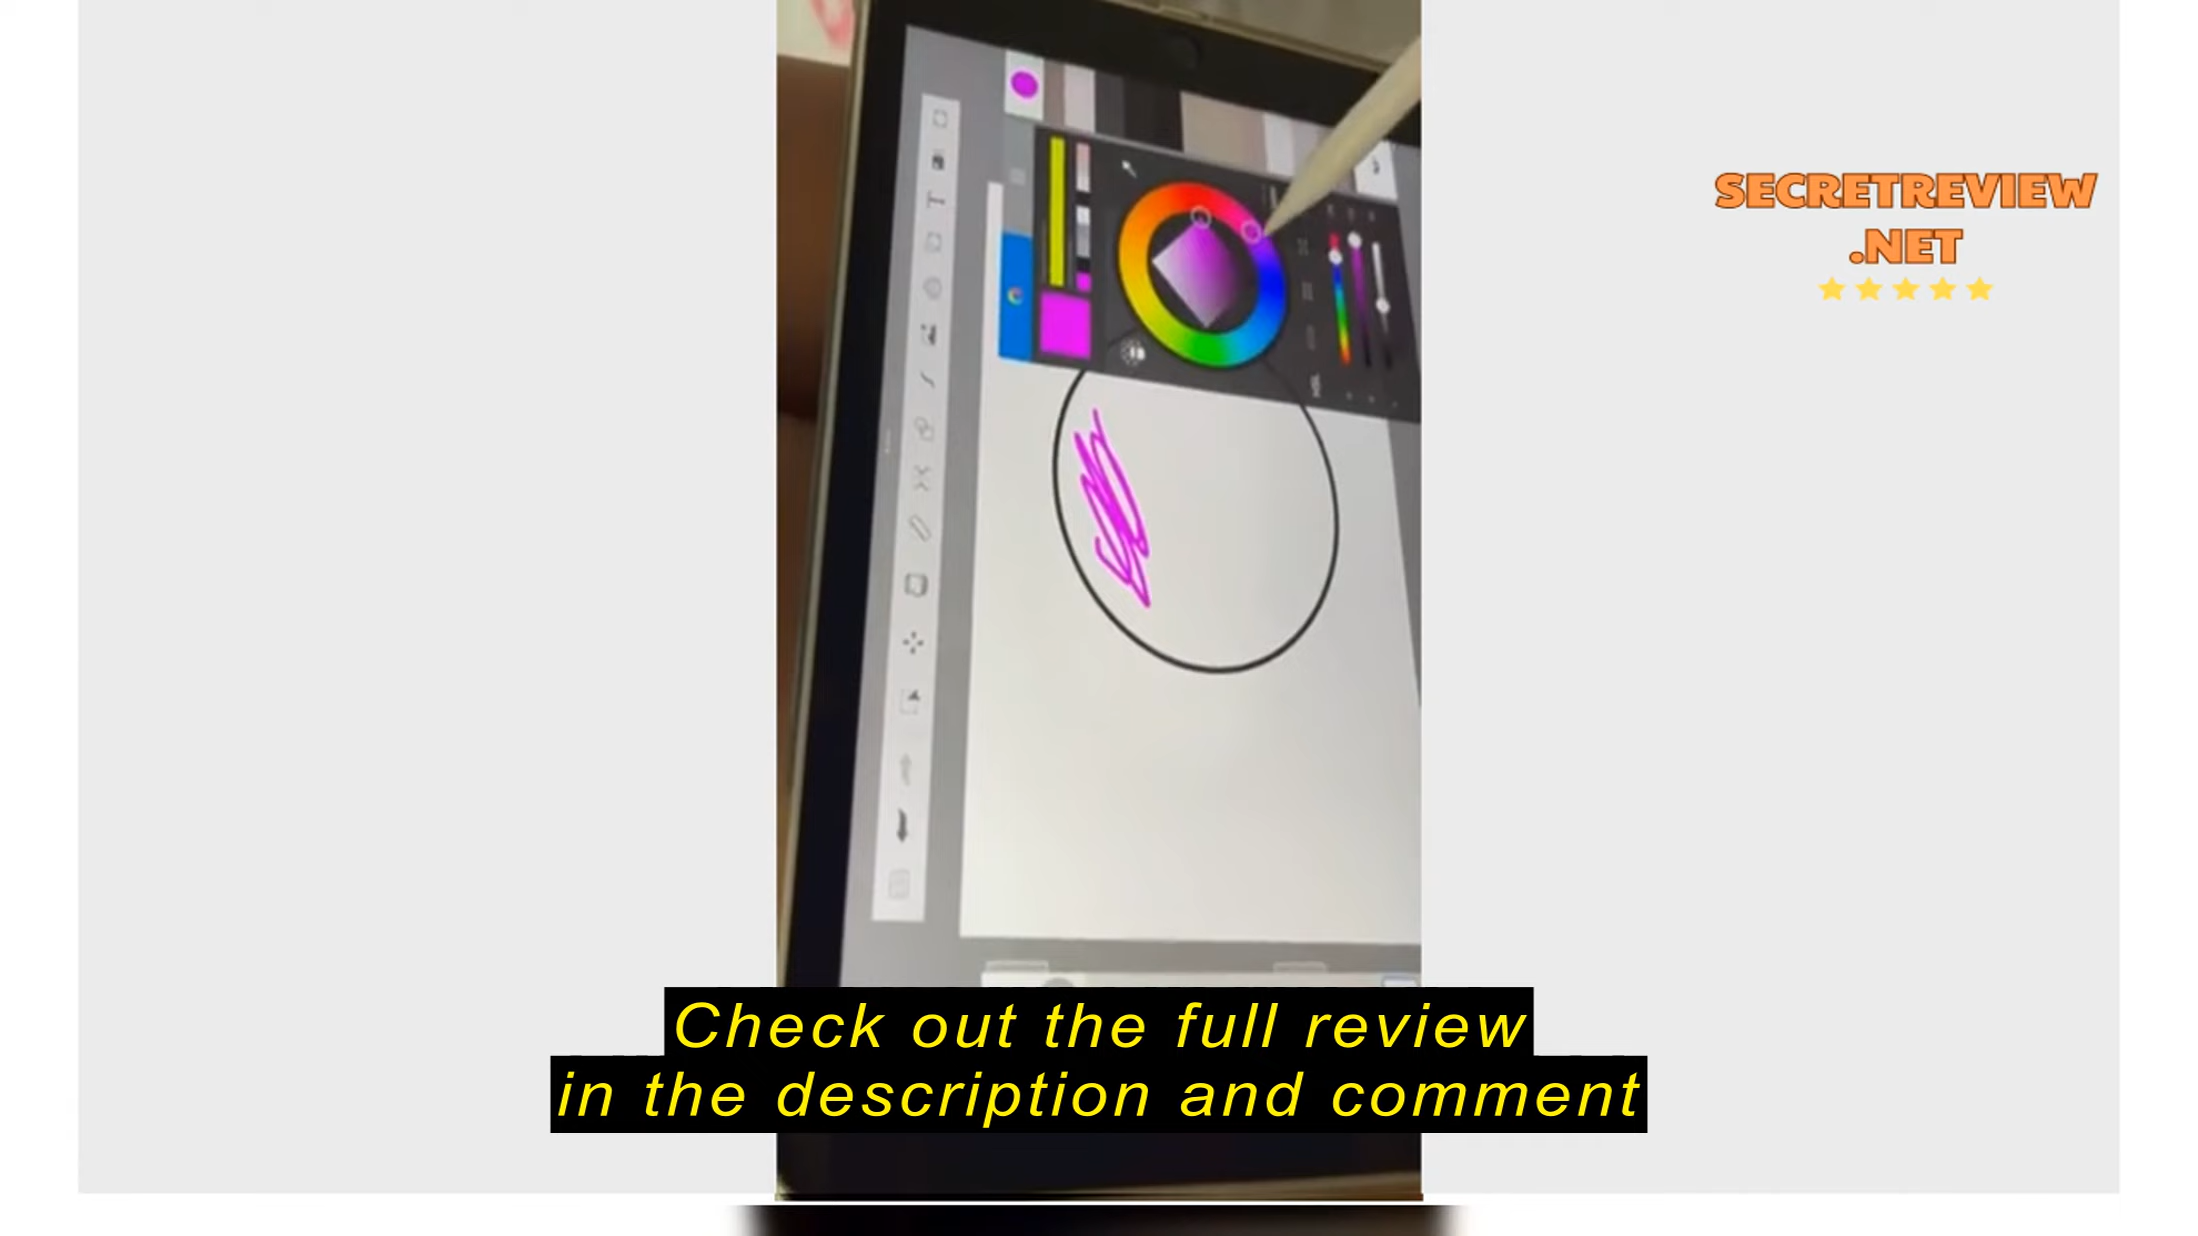 SECRETREVIEW
.NET
Check out the full review
in the description and comment